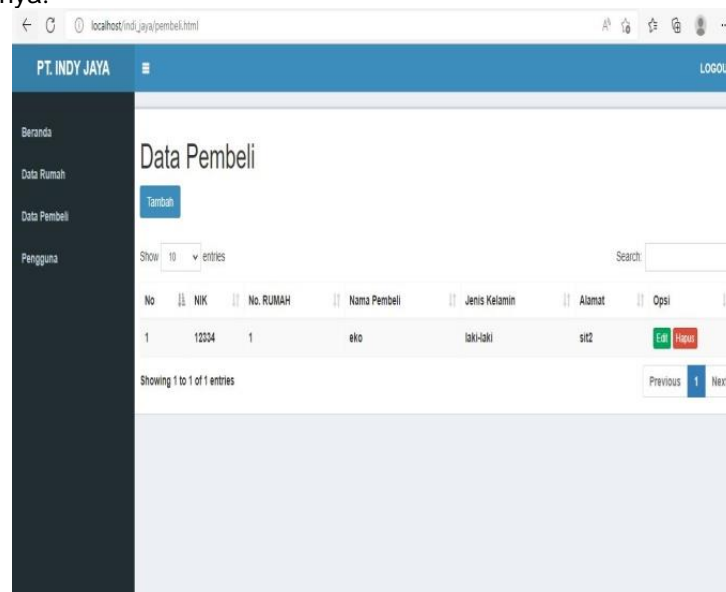 nya.
localhost/indi_jaya/pembeli.html
PT. INDY JAYA
LOGOU
Beranda
Data Rumah
Data Pembeli
Pengguna
Data Pembeli
Tambah
Show 10 entries
Search:
No NIK No. RUMAH Nama Pembeli Jenis Kelamin Alamat Opsi
1 12334 1 eko laki-laki sit2 Edit Hapus
Showing 1 to 1 of 1 entries
Previous 1 Nex